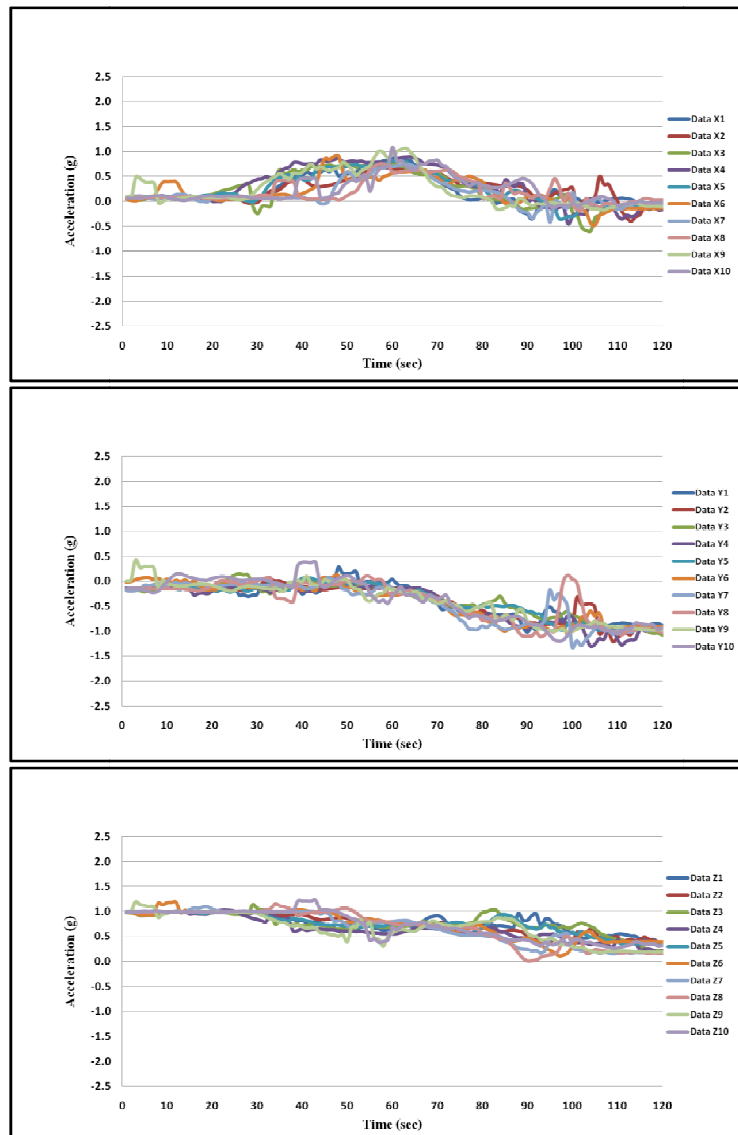 2.5
2.0
1.5
1.0
0.5
0.0
-0.5
-1.0
-1.5
-2.0
-2.5
Acceleration (g)
0 10 20 30 40 50 60 70 80 90 100 110 120
Time (sec)
Data X1
Data X2
Data X3
Data X4
Data X5
Data X6
Data X7
Data X8
Data X9
Data X10
2.5
2.0
1.5
1.0
0.5
0.0
-0.5
-1.0
-1.5
-2.0
-2.5
Acceleration (g)
0 10 20 30 40 50 60 70 80 90 100 110 120
Time (sec)
Data Y1
Data Y2
Data Y3
Data Y4
Data Y5
Data Y6
Data Y7
Data Y8
Data Y9
Data Y10
2.5
2.0
1.5
1.0
0.5
0.0
-0.5
-1.0
-1.5
-2.0
-2.5
Acceleration (g)
0 10 20 30 40 50 60 70 80 90 100 110 120
Time (sec)
Data Z1
Data Z2
Data Z3
Data Z4
Data Z5
Data Z6
Data Z7
Data Z8
Data Z9
Data Z10